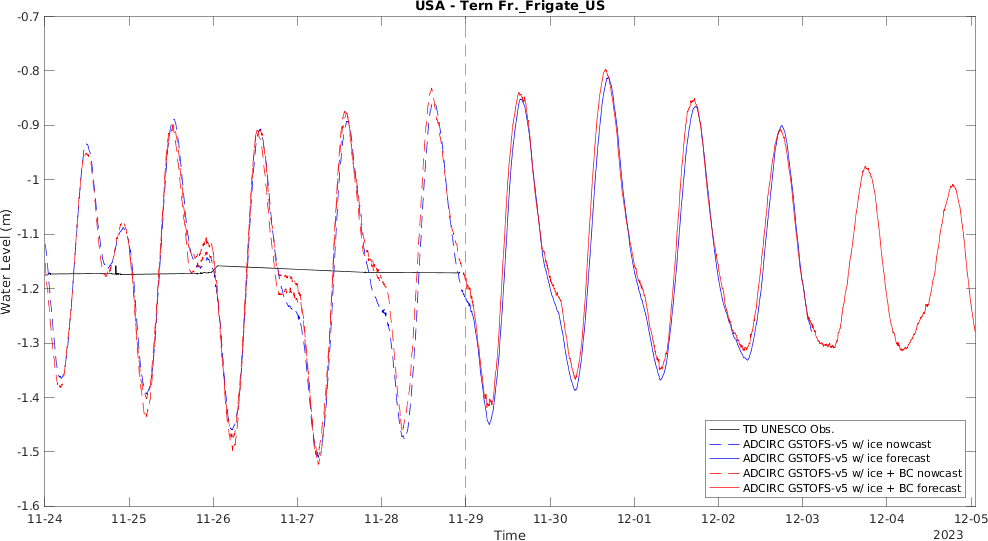 USA - Tern Fr._Frigate_US
Water Level (m)
-0.7
-0.8
-0.9
-1
-1.1
-1.2
-1.3
-1.4
-1.5
-1.6
TD UNESCO Obs.
ADCIRC GSTOFS-v5 w/ ice nowcast
ADCIRC GSTOFS-v5 w/ ice forecast
ADCIRC GSTOFS-v5 w/ ice + BC nowcast
ADCIRC GSTOFS-v5 w/ ice + BC forecast
11-24 11-25 11-26 11-27 11-28 11-29 11-30 12-01 12-02 12-03 12-04 12-05
Time
2023